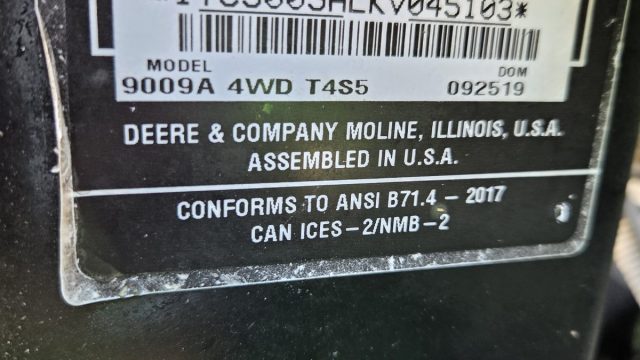 045103*
MODEL DOM
9009A 4WD T4S5 092519
DEERE & COMPANY MOLINE, ILLINOIS, U.S.A.
ASSEMBLED IN U.S.A.
CONFORMS TO ANSI B71.4 – 2017
CAN ICES–2/NMB–2